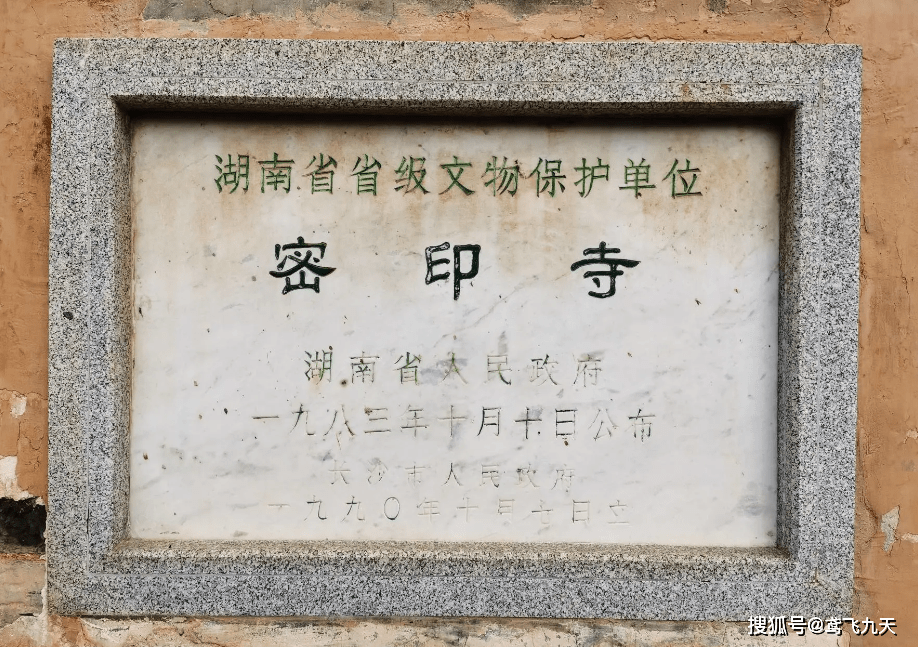 湖南省省级文物保护单位
密印寺
湖南省人民政府
一九八三年十月十日公布
长沙市人民政府
一九九〇年十月七日立
搜狐号@鸢飞九天